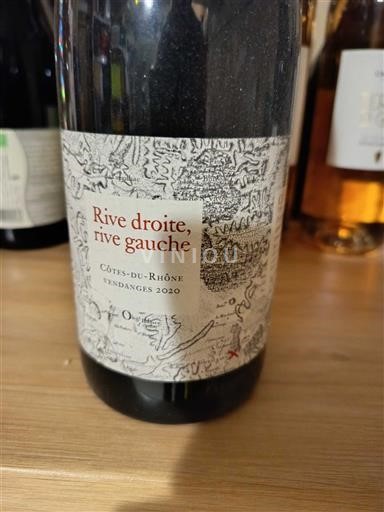 Rive droite,
rive gauche
VINIOU
CÔTES-DU-RHÔNE
VENDANGES 2020